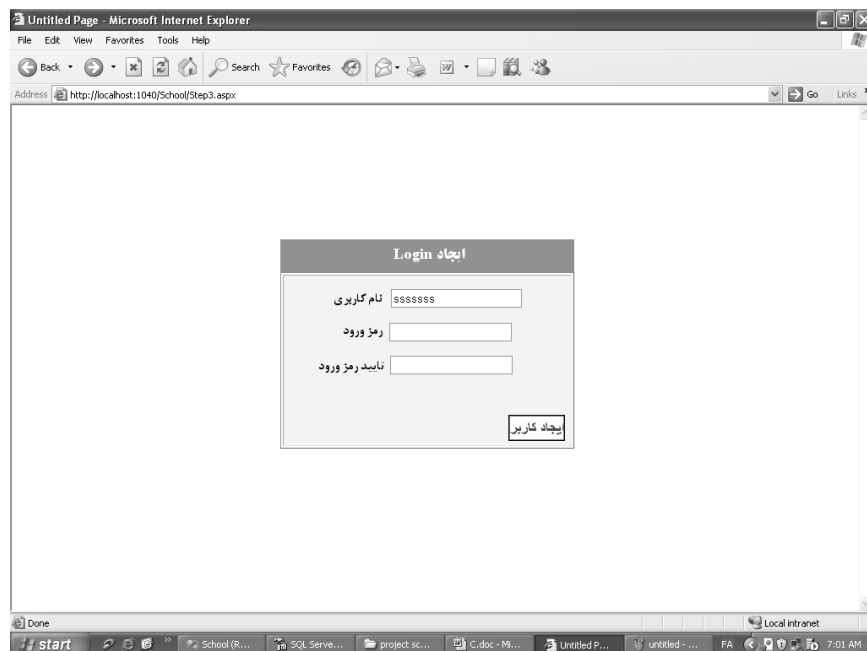 Untitled Page - Microsoft Internet Explorer
File Edit View Favorites Tools Help
Back Search Favorites
Address http://localhost:1040/School/Step3.aspx Go Links
ایجاد Login
نام کاربری sssssss
رمز ورود
تایید رمز ورود
ایجاد کاربر
Done Local intranet
start School (R... SQL Serve... project sc... C.doc - Mi... Untitled P... untitled - ... FA 7:01 AM